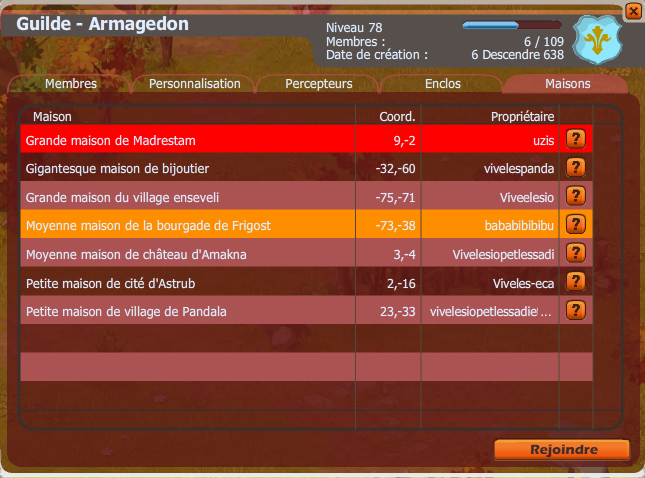 Guilde - Armagedon
Niveau 78
Membres : 6 / 109
Date de création : 6 Descendre 638
Membres Personnalisation Percepteurs Enclos Maisons
Maison Coord. Propriétaire
Grande maison de Madrestam 9,-2 uzis ?
Gigantesque maison de bijoutier -32,-60 vivelespanda ?
Grande maison du village enseveli -75,-71 Viveelesio ?
Moyenne maison de la bourgade de Frigost -73,-38 bababibibibu ?
Moyenne maison de château d'Amakna 3,-4 Vivelesiopetlessadi ?
Petite maison de cité d'Astrub 2,-16 Viveles-eca ?
Petite maison de village de Pandala 23,-33 vivelesiopetlessadie ... ?
Rejoindre